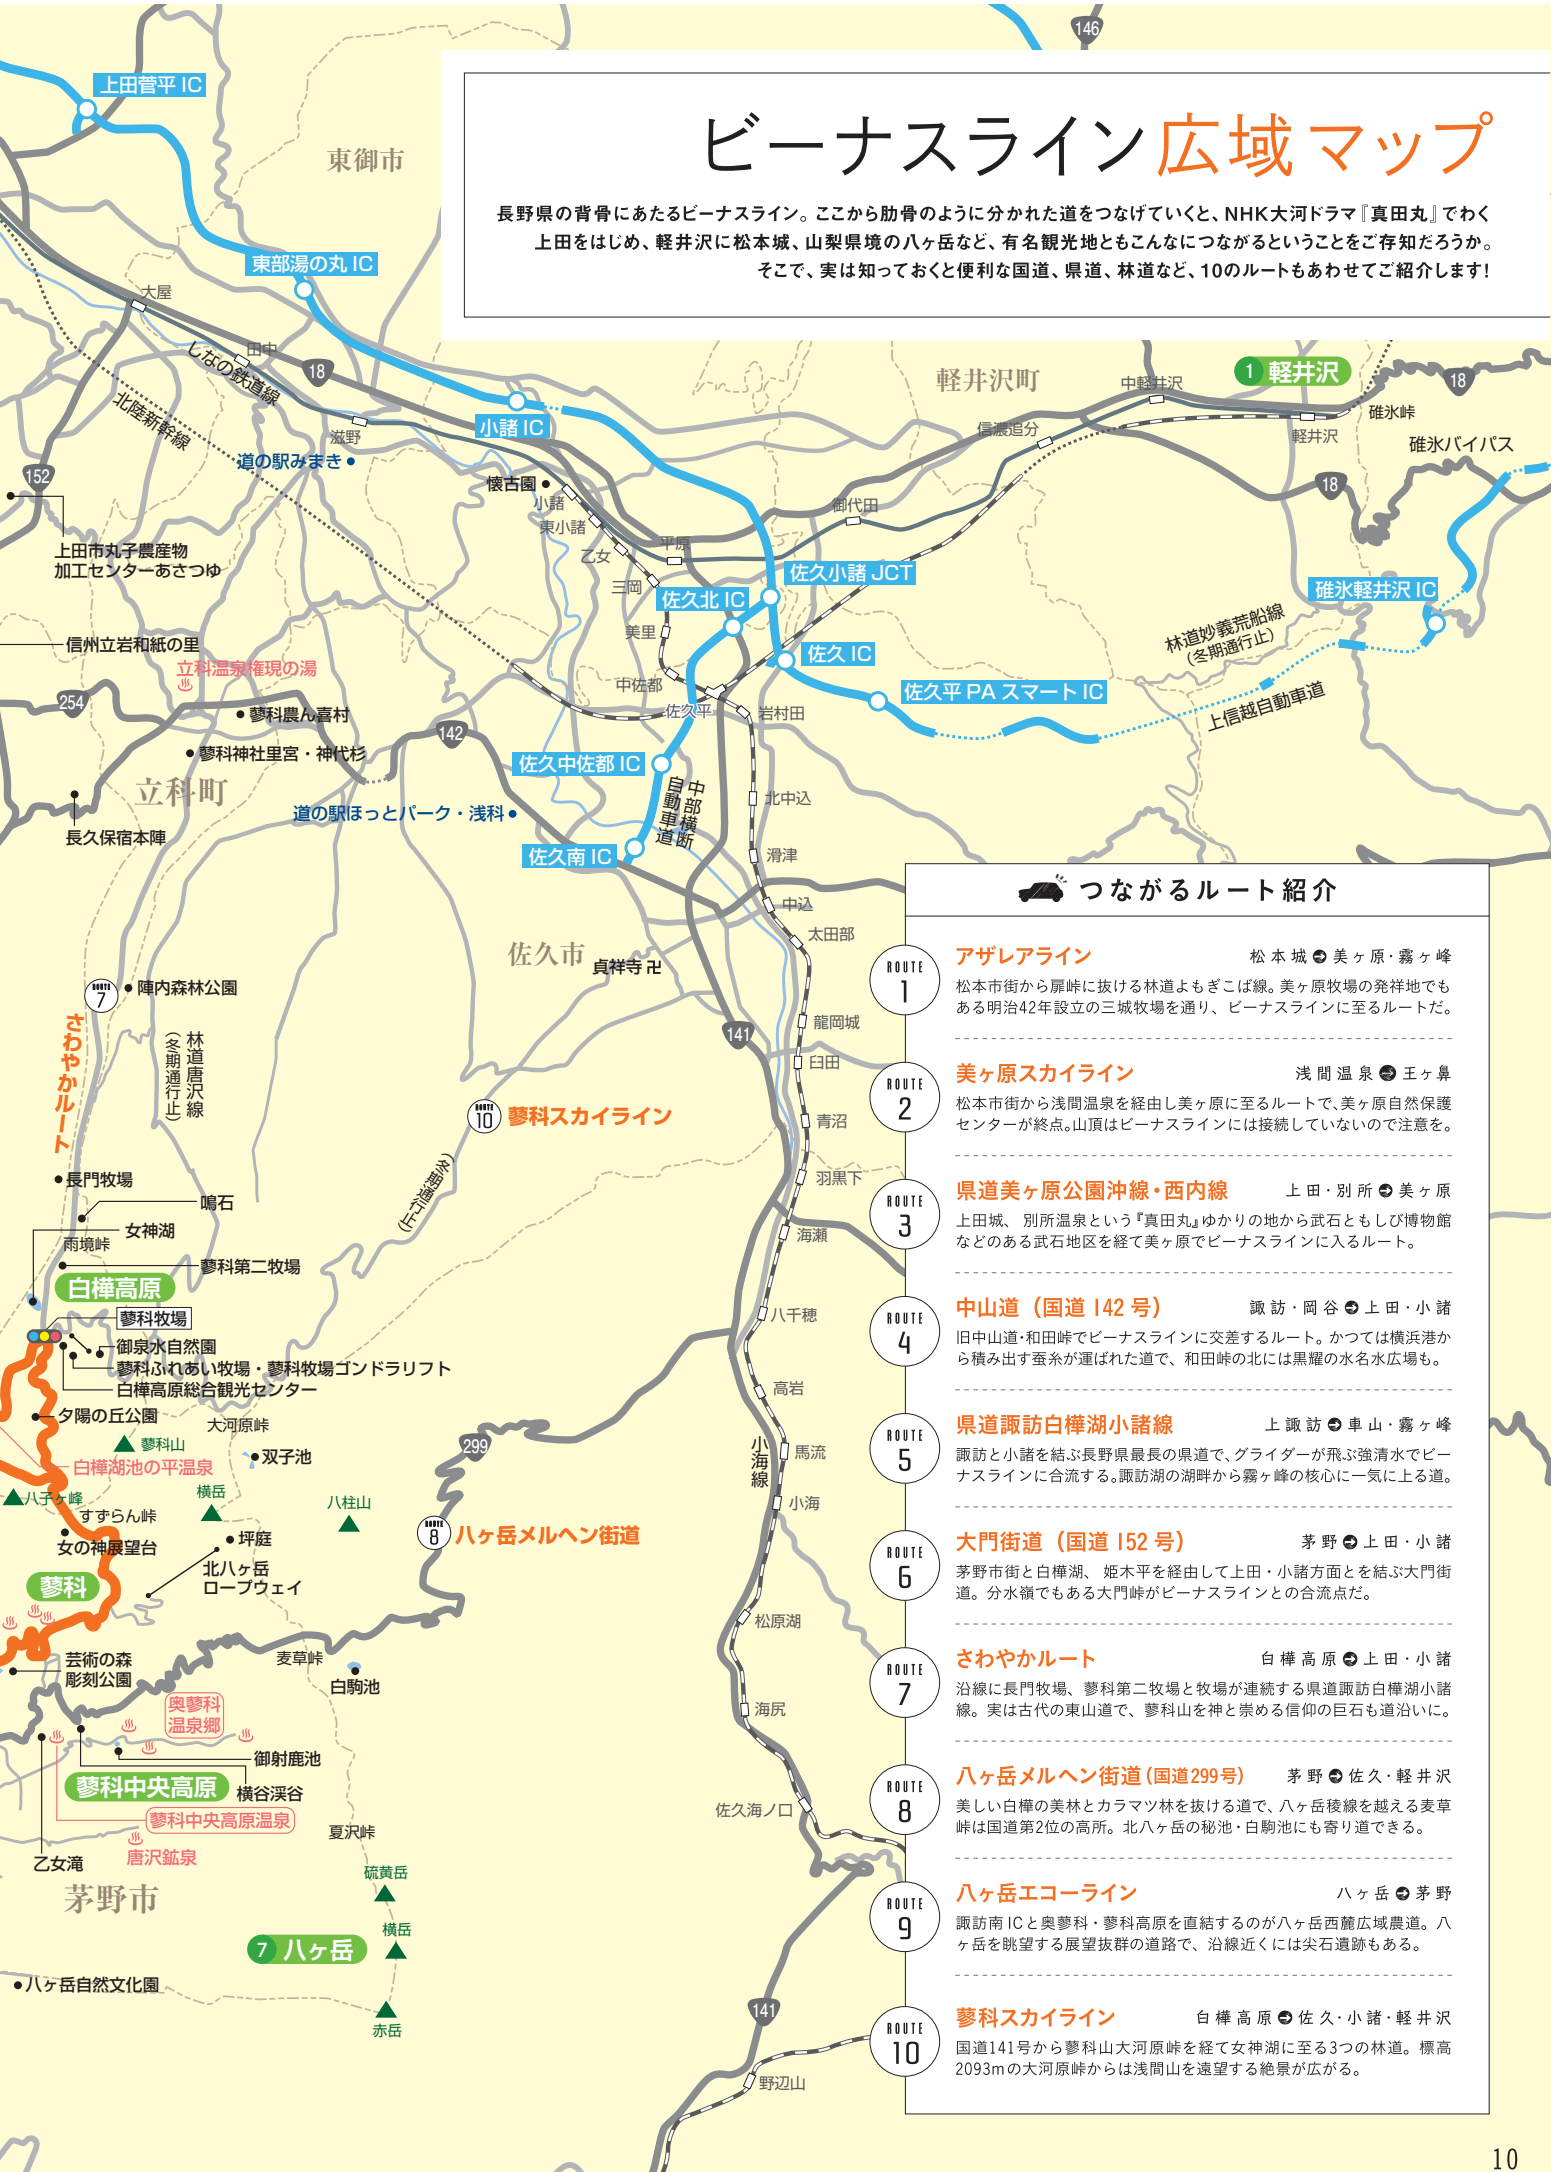 ビーナスライン広域マップ
長野県の背骨にあたるビーナスライン。ここから肋骨のように分かれた道をつなげていくと、NHK大河ドラマ『真田丸』でわく
上田をはじめ、軽井沢に松本城、山梨県境の八ヶ岳など、有名観光地ともこんなにつながるということをご存知だろうか。
そこで、実は知っておくと便利な国道、県道、林道など、10のルートもあわせてご紹介します!
146
上田菅平 IC
東御市
東部湯の丸 IC
大屋
田中
しなの鉄道線
18
北陸新幹線
滋野
小諸 IC
軽井沢町
中軽井沢
1 軽井沢
18
碓氷峠
信濃追分
軽井沢
碓氷バイパス
18
152
道の駅みまき
懐古園
小諸
東小諸
乙女
平原
御代田
三岡
佐久小諸 JCT
佐久北 IC
碓氷軽井沢 IC
上田市丸子農産物
加工センターあさつゆ
美里
佐久 IC
林道妙義荒船線
(冬期通行止)
信州立岩和紙の里
立科温泉権現の湯
中佐都
佐久平 PA スマート IC
上信越自動車道
254
蓼科農ん喜村
佐久平
岩村田
142
蓼科神社里宮・神代杉
佐久中佐都 IC
立科町
中部横断
自動車道
北中込
道の駅ほっとパーク・浅科
長久保宿本陣
佐久南 IC
滑津
中込
太田部
佐久市
貞祥寺卍
ROUTE
7
陣内森林公園
さわやかルート
林道唐沢線
(冬期通行止)
141
龍岡城
臼田
ROUTE
10
蓼科スカイライン
青沼
(冬期通行止)
羽黒下
長門牧場
鳴石
女神湖
雨境峠
海瀬
蓼科第二牧場
白樺高原
蓼科牧場
八千穂
御泉水自然園
蓼科ふれあい牧場・蓼科牧場ゴンドラリフト
白樺高原総合観光センター
高岩
夕陽の丘公園
大河原峠
蓼科山
双子池
299
小海線
馬流
白樺湖池の平温泉
八子ヶ峰
横岳
八柱山
小海
すずらん峠
女の神展望台
坪庭
ROUTE
8
八ヶ岳メルヘン街道
北八ヶ岳
ロープウェイ
蓼科
松原湖
芸術の森
彫刻公園
麦草峠
白駒池
奥蓼科
温泉郷
海尻
御射鹿池
蓼科中央高原
横谷渓谷
蓼科中央高原温泉
佐久海ノ口
夏沢峠
唐沢鉱泉
乙女滝
硫黄岳
茅野市
横岳
7 八ヶ岳
八ヶ岳自然文化園
赤岳
141
野辺山
つながるルート紹介
ROUTE
1
アザレアライン 松本城➲美ヶ原・霧ヶ峰
松本市街から扉峠に抜ける林道よもぎこば線。美ヶ原牧場の発祥地でも
ある明治42年設立の三城牧場を通り、ビーナスラインに至るルートだ。
ROUTE
2
美ヶ原スカイライン 浅間温泉➲王ヶ鼻
松本市街から浅間温泉を経由し美ヶ原に至るルートで、美ヶ原自然保護
センターが終点。山頂はビーナスラインには接続していないので注意を。
ROUTE
3
県道美ヶ原公園沖線・西内線 上田・別所➲美ヶ原
上田城、別所温泉という『真田丸』ゆかりの地から武石ともしび博物館
などのある武石地区を経て美ヶ原でビーナスラインに入るルート。
ROUTE
4
中山道（国道 142 号） 諏訪・岡谷➲上田・小諸
旧中山道・和田峠でビーナスラインに交差するルート。かつては横浜港か
ら積み出す蚕糸が運ばれた道で、和田峠の北には黒耀の水名水広場も。
ROUTE
5
県道諏訪白樺湖小諸線 上諏訪➲車山・霧ヶ峰
諏訪と小諸を結ぶ長野県最長の県道で、グライダーが飛ぶ強清水でビー
ナスラインに合流する。諏訪湖の湖畔から霧ヶ峰の核心に一気に上る道。
ROUTE
6
大門街道（国道 152 号） 茅野➲上田・小諸
茅野市街と白樺湖、姫木平を経由して上田・小諸方面とを結ぶ大門街
道。分水嶺でもある大門峠がビーナスラインとの合流点だ。
ROUTE
7
さわやかルート 白樺高原➲上田・小諸
沿線に長門牧場、蓼科第二牧場と牧場が連続する県道諏訪白樺湖小諸
線。実は古代の東山道で、蓼科山を神と崇める信仰の巨石も道沿いに。
ROUTE
8
八ヶ岳メルヘン街道（国道299号） 茅野➲佐久・軽井沢
美しい白樺の美林とカラマツ林を抜ける道で、八ヶ岳稜線を越える麦草
峠は国道第2位の高所。北八ヶ岳の秘池・白駒池にも寄り道できる。
ROUTE
9
八ヶ岳エコーライン 八ヶ岳➲茅野
諏訪南ICと奥蓼科・蓼科高原を直結するのが八ヶ岳西麓広域農道。八
ヶ岳を眺望する展望抜群の道路で、沿線近くには尖石遺跡もある。
ROUTE
10
蓼科スカイライン 白樺高原➲佐久・小諸・軽井沢
国道141号から蓼科山大河原峠を経て女神湖に至る3つの林道。標高
2093mの大河原峠からは浅間山を遠望する絶景が広がる。
10